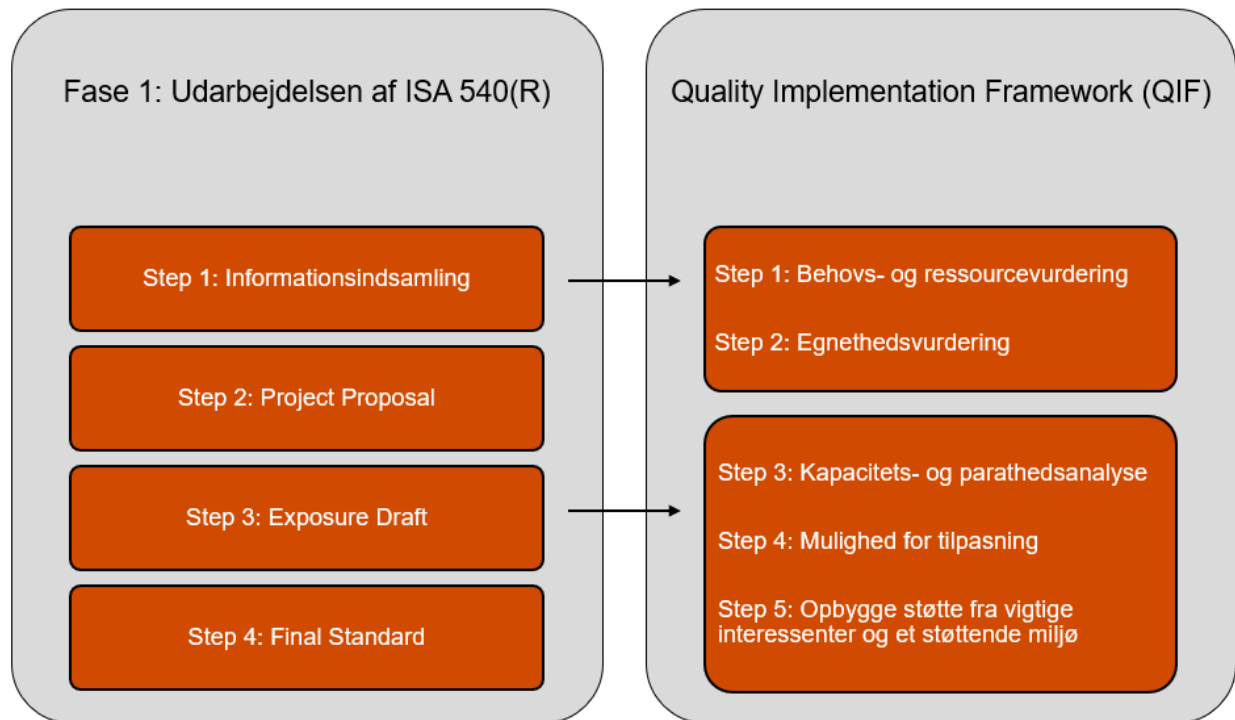 Fase 1: Udarbejdelsen af ISA 540(R)
Step 1: Informationsindsamling
Step 2: Project Proposal
Step 3: Exposure Draft
Step 4: Final Standard
Quality Implementation Framework (QIF)
Step 1: Behovs- og ressourcevurdering
Step 2: Egnethedsvurdering
Step 3: Kapacitets- og parathedsanalyse
Step 4: Mulighed for tilpasning
Step 5: Opbygge støtte fra vigtige
interessenter og et støttende miljø